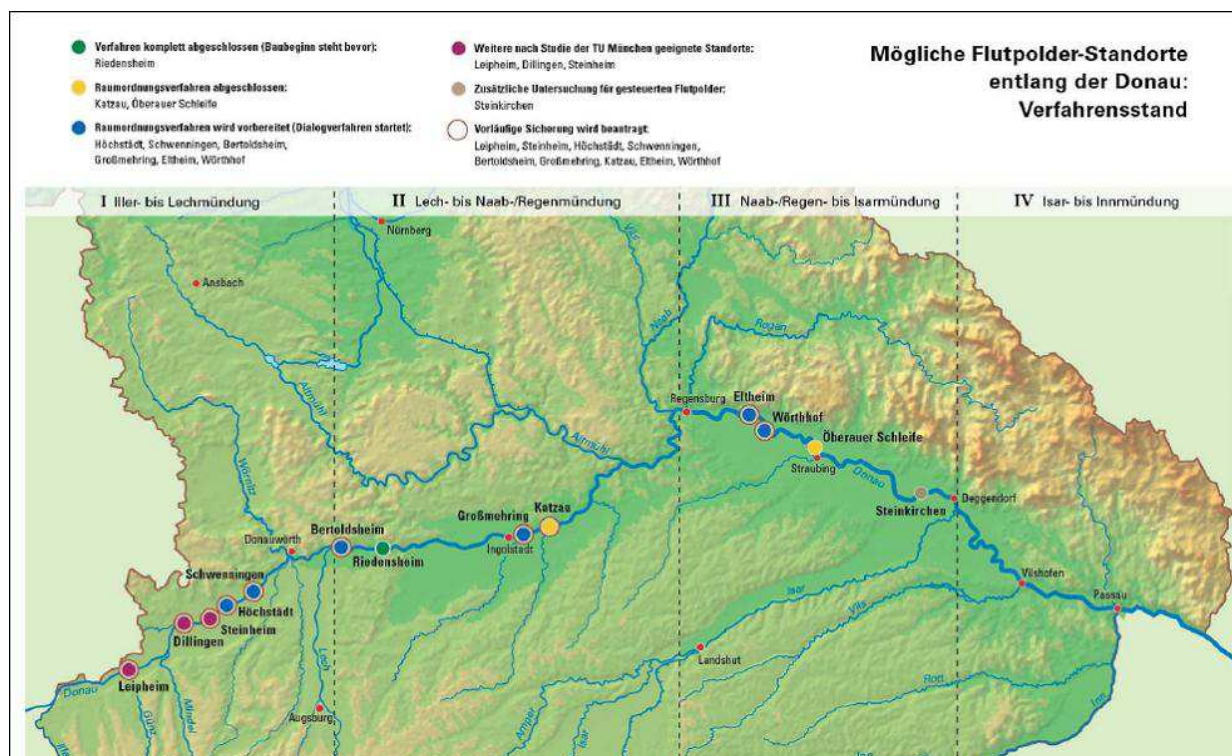 Mögliche Flutpolder-Standorte
entlang der Donau:
Verfahrensstand
Verfahren komplett abgeschlossen (Baubeginn steht bevor):
Riedensheim
Raumordnungsverfahren abgeschlossen:
Katzau, Öberauer Schleife
Raumordnungsverfahren wird vorbereitet (Dialogverfahren startet):
Höchstädt, Schwenningen, Bertoldsheim,
Großmehring, Eltheim, Wörthhof
Weitere nach Studie der TU München geeignete Standorte:
Leipheim, Dillingen, Steinheim
Zusätzliche Untersuchung für gesteuerten Flutpolder:
Steinkirchen
Vorläufige Sicherung wird beantragt:
Leipheim, Steinheim, Höchstädt, Schwenningen,
Bertoldsheim, Großmehring, Katzau, Eltheim, Wörthhof
I Iller- bis Lechmündung
II Lech- bis Naab-/Regenmündung
III Naab-/Regen- bis Isarmündung
IV Isar- bis Innmündung
Nürnberg
Vils
Ansbach
Naab
Regen
Altmühl
Regensburg
Eltheim
Wörthhof
Öberauer Schleife
Altmühl
Straubing
Donau
Wörnitz
Steinkirchen
Deggendorf
Katzau
Großmehring
Ingolstadt
Bertoldsheim
Donauwörth
Riedensheim
Schwenningen
Höchstädt
Steinheim
Dillingen
Vilshofen
Isar
Vils
Passau
Lech
Landshut
Leipheim
Donau
Rott
Inn
Günz
Mindel
Augsburg
Amper
Isar
Iller
Inn